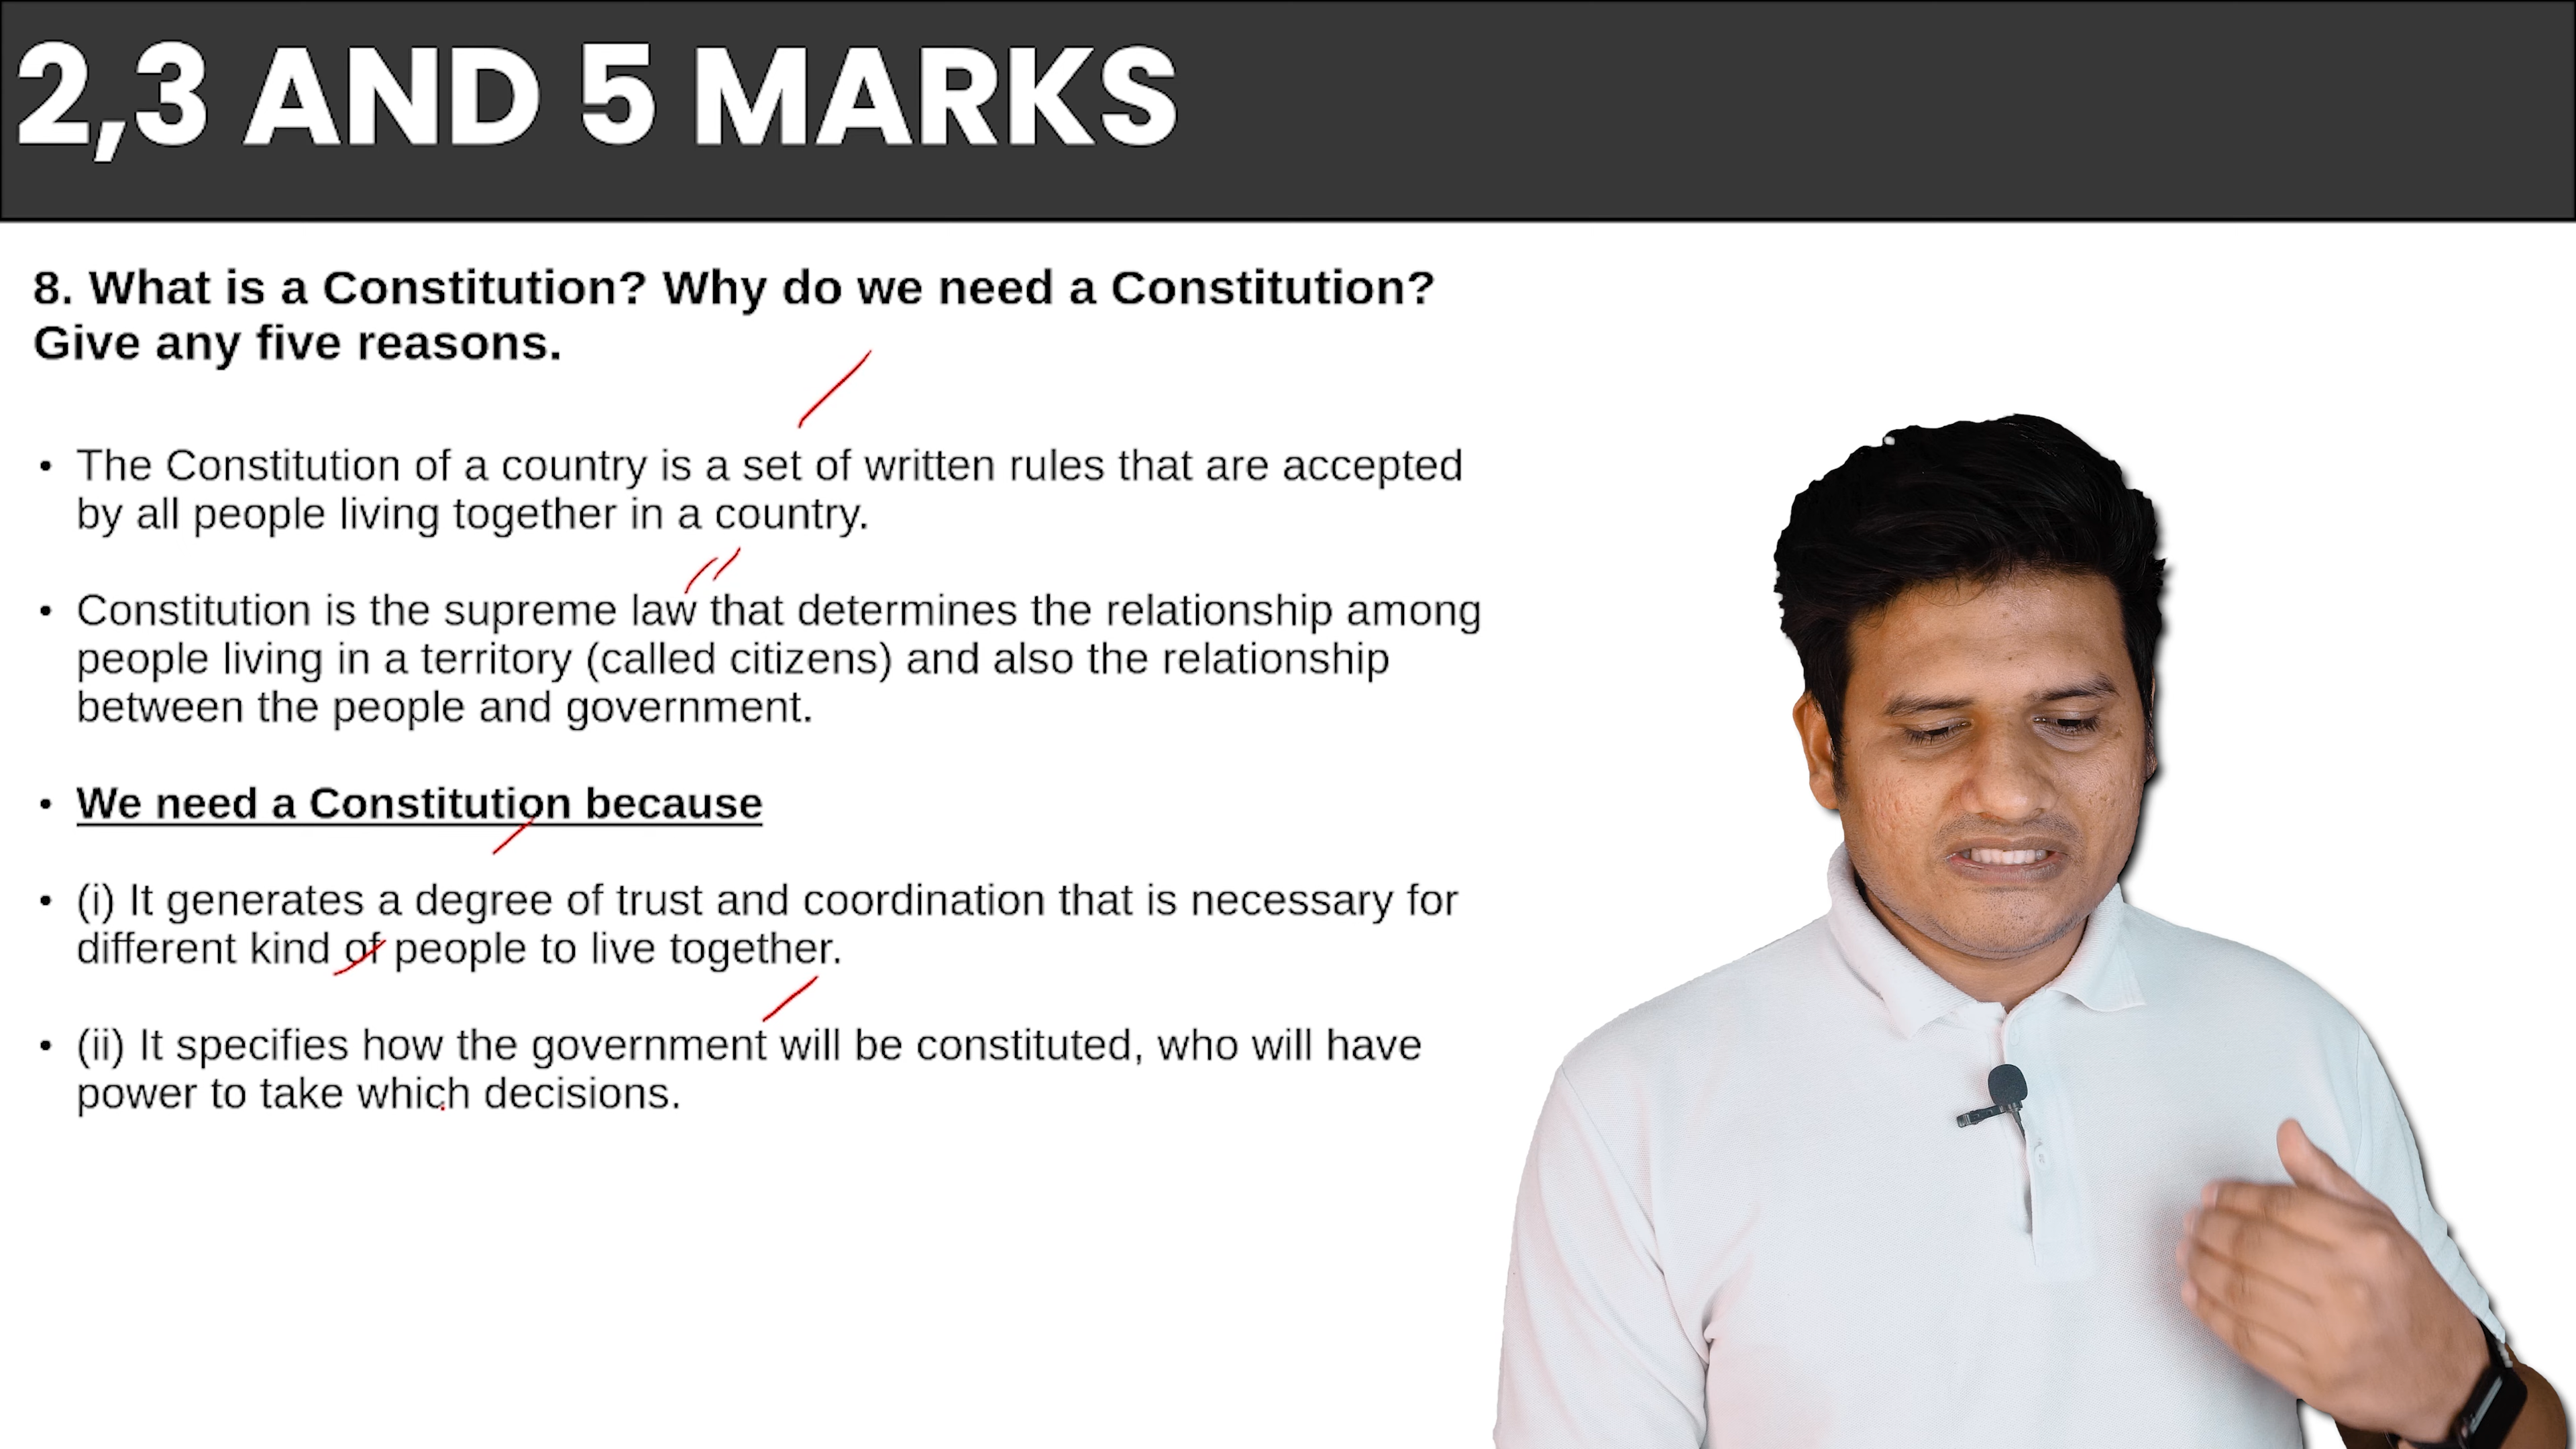 2,3 AND 5 MARKS
8. What is a Constitution? Why do we need a Constitution?
Give any five reasons.
• The Constitution of a country is a set of written rules that are accepted
by all people living together in a country.
• Constitution is the supreme law that determines the relationship among
people living in a territory (called citizens) and also the relationship
between the people and government.
• We need a Constitution because
• (i) It generates a degree of trust and coordination that is necessary for
different kind of people to live together.
• (ii) It specifies how the government will be constituted, who will have
power to take which decisions.